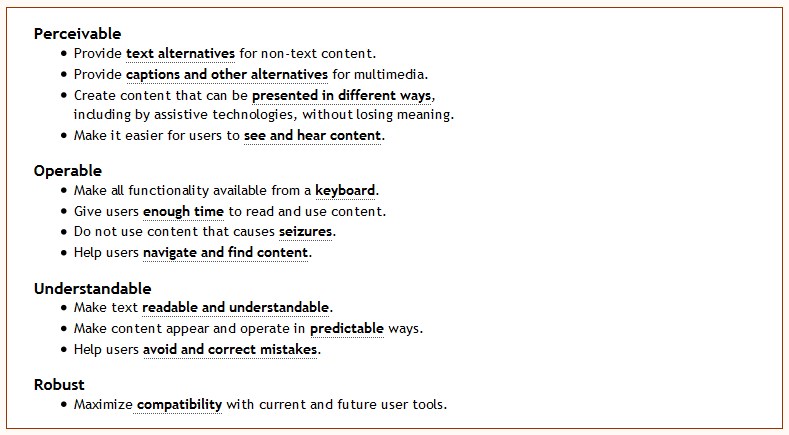 Perceivable
• Provide text alternatives for non-text content.
• Provide captions and other alternatives for multimedia.
• Create content that can be presented in different ways,
including by assistive technologies, without losing meaning.
• Make it easier for users to see and hear content.
Operable
• Make all functionality available from a keyboard.
• Give users enough time to read and use content.
• Do not use content that causes seizures.
• Help users navigate and find content.
Understandable
• Make text readable and understandable.
• Make content appear and operate in predictable ways.
• Help users avoid and correct mistakes.
Robust
• Maximize compatibility with current and future user tools.